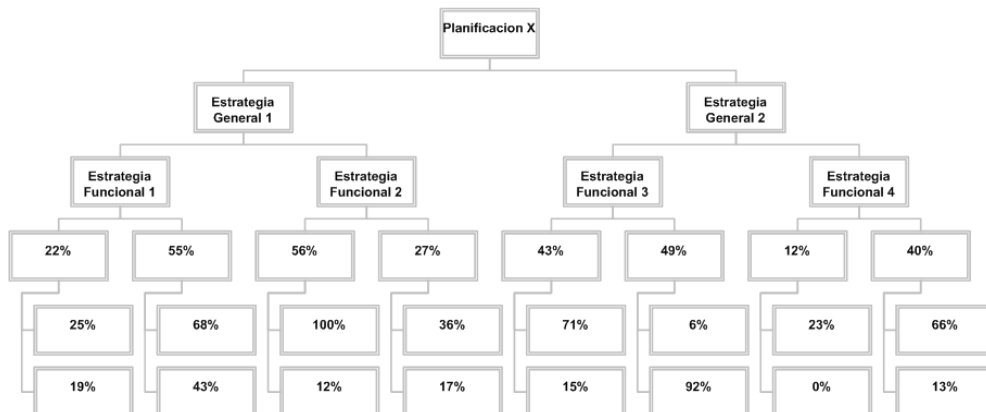 Planificacion X
Estrategia
General 1
Estrategia
General 2
Estrategia
Funcional 1
Estrategia
Funcional 2
Estrategia
Funcional 3
Estrategia
Funcional 4
22%
55%
56%
27%
43%
49%
12%
40%
25%
68%
100%
36%
71%
6%
23%
66%
19%
43%
12%
17%
15%
92%
0%
13%